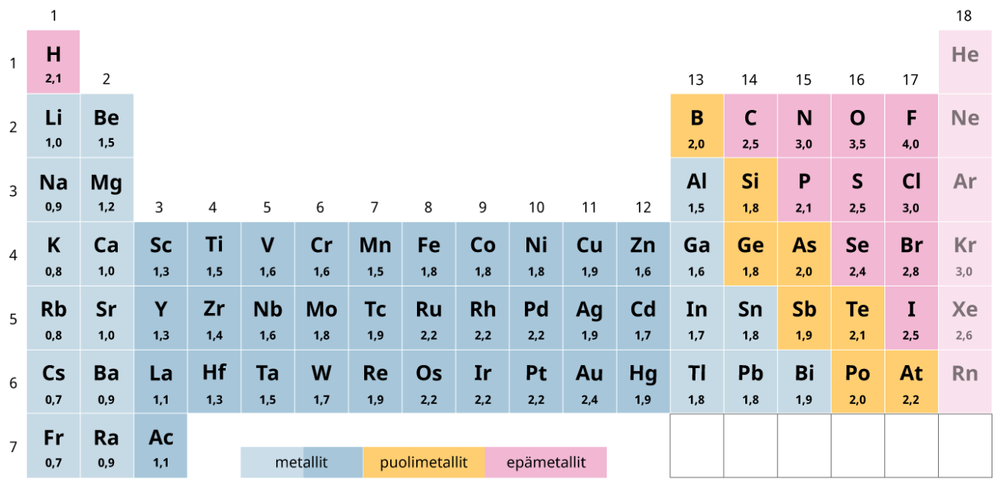 1 18
1 H He
2,1 2 13 14 15 16 17
2 Li Be B C N O F Ne
1,0 1,5 2,0 2,5 3,0 3,5 4,0
3 Na Mg Al Si P S Cl Ar
0,9 1,2 3 4 5 6 7 8 9 10 11 12 1,5 1,8 2,1 2,5 3,0
4 K Ca Sc Ti V Cr Mn Fe Co Ni Cu Zn Ga Ge As Se Br Kr
0,8 1,0 1,3 1,5 1,6 1,6 1,5 1,8 1,8 1,8 1,9 1,6 1,6 1,8 2,0 2,4 2,8 3,0
5 Rb Sr Y Zr Nb Mo Tc Ru Rh Pd Ag Cd In Sn Sb Te I Xe
0,8 1,0 1,3 1,4 1,6 1,8 1,9 2,2 2,2 2,2 1,9 1,7 1,7 1,8 1,9 2,1 2,5 2,6
6 Cs Ba La Hf Ta W Re Os Ir Pt Au Hg Tl Pb Bi Po At Rn
0,7 0,9 1,1 1,3 1,5 1,7 1,9 2,2 2,2 2,2 2,4 1,9 1,8 1,8 1,9 2,0 2,2
7 Fr Ra Ac
0,7 0,9 1,1 metallit puolimetallit epämetallit